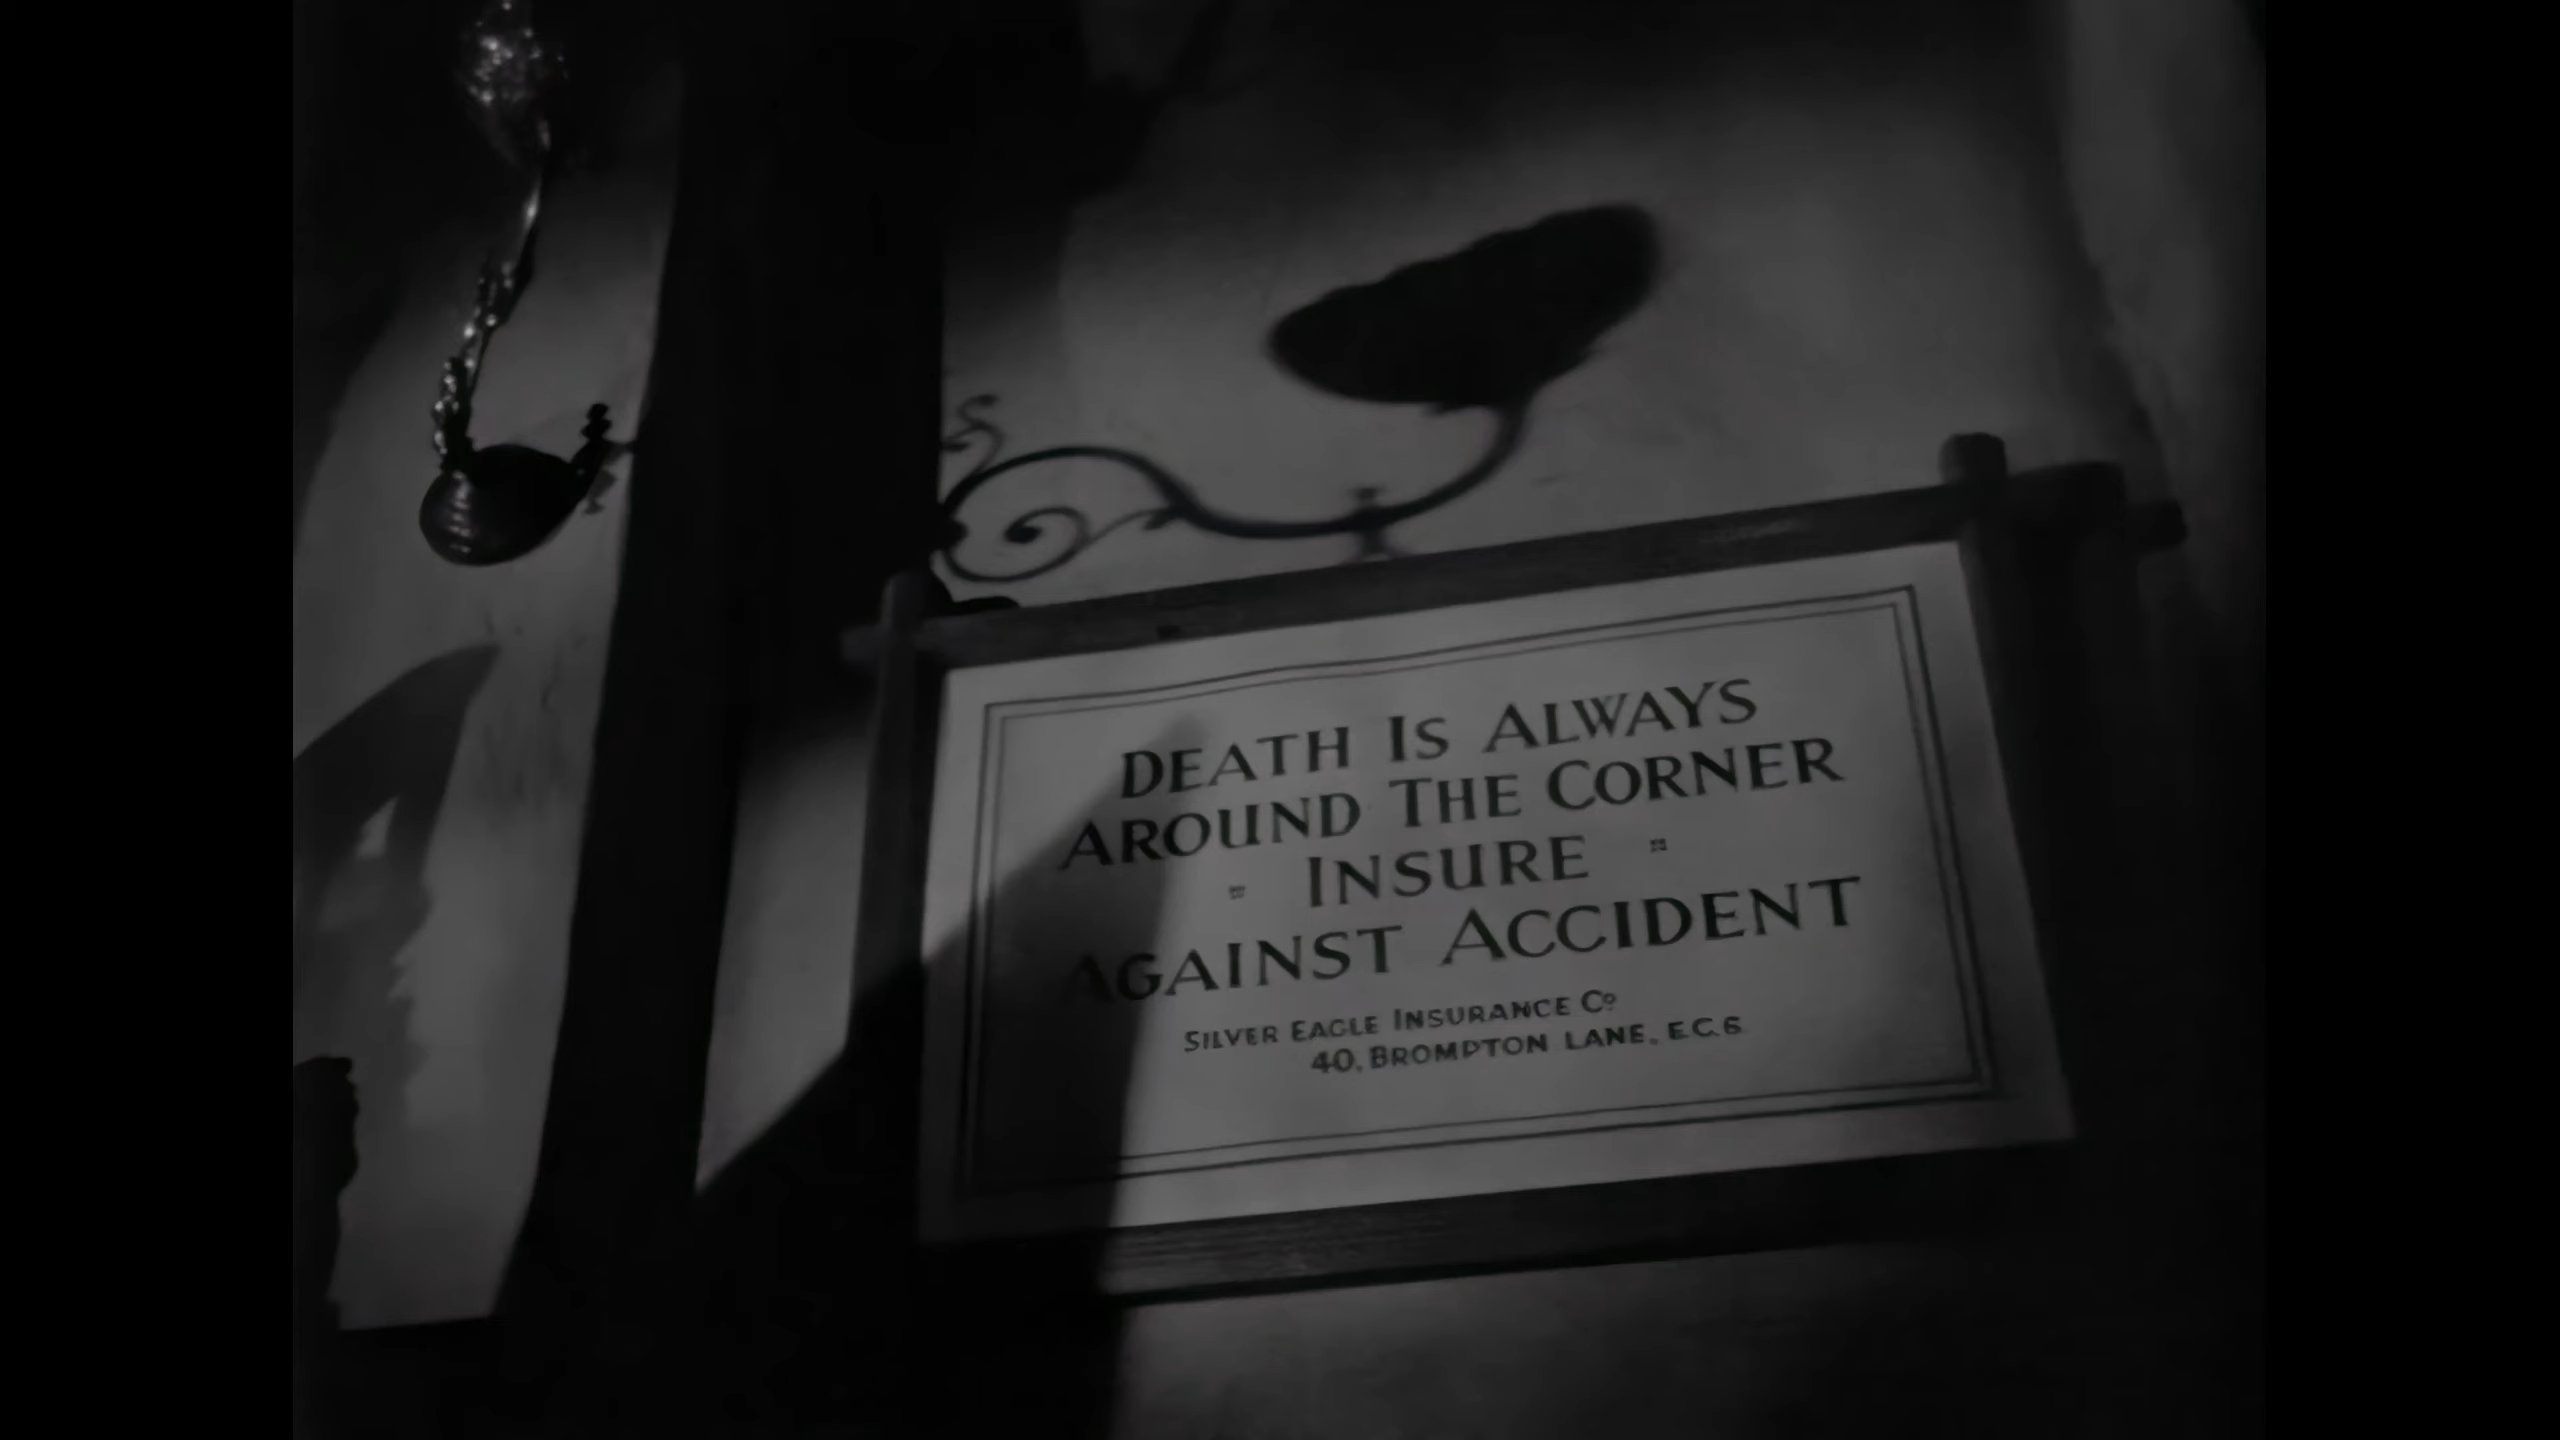 DEATH IS ALWAYS
AROUND THE CORNER
INSURE
AGAINST ACCIDENT
SILVER EAGLE INSURANCE Co
40, BROMPTON LANE, E.C.6